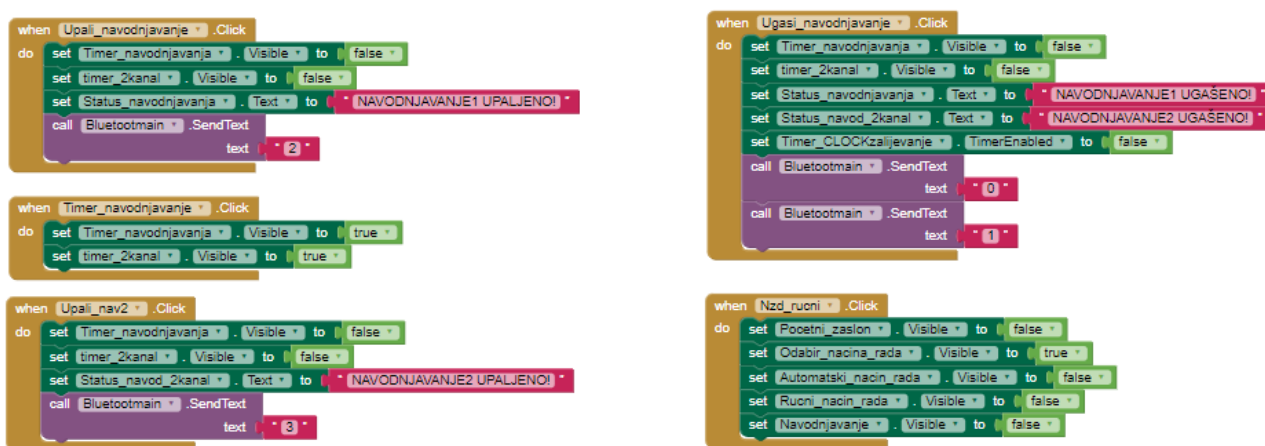 when Upali_navodnjavanje .Click
do set Timer_navodnjavanja . Visible to false
set timer_2kanal . Visible to false
set Status_navodnjavanja . Text to " NAVODNJAVANJE1 UPALJENO! "
call Bluetootmain .SendText
text " 2 "
when Timer_navodnjavanje .Click
do set Timer_navodnjavanja . Visible to true
set timer_2kanal . Visible to true
when Upali_nav2 .Click
do set Timer_navodnjavanja . Visible to false
set timer_2kanal . Visible to false
set Status_navod_2kanal . Text to " NAVODNJAVANJE2 UPALJENO! "
call Bluetootmain .SendText
text " 3 "
when Ugasi_navodnjavanje .Click
do set Timer_navodnjavanja . Visible to false
set timer_2kanal . Visible to false
set Status_navodnjavanja . Text to " NAVODNJAVANJE1 UGAŠENO! "
set Status_navod_2kanal . Text to " NAVODNJAVANJE2 UGAŠENO! "
set Timer_CLOCKzalijevanje . TimerEnabled to false
call Bluetootmain .SendText
text " 0 "
call Bluetootmain .SendText
text " 1 "
when Nzd_rucni .Click
do set Pocetni_zaslon . Visible to false
set Odabir_nacina_rada . Visible to true
set Automatski_nacin_rada . Visible to false
set Rucni_nacin_rada . Visible to false
set Navodnjavanje . Visible to false